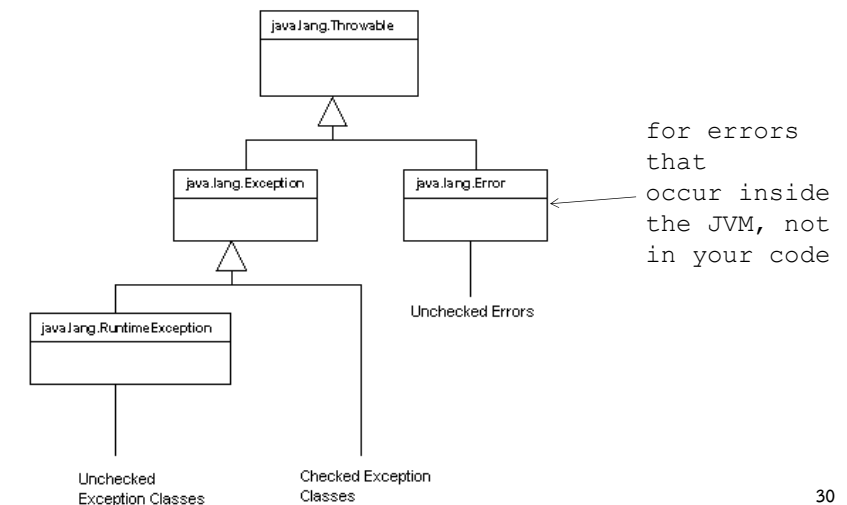 java.lang.Throwable
for errors
that
occur inside
the JVM, not
in your code
java.lang.Exception
java.lang.Error
Unchecked Errors
java.lang.RuntimeException
Unchecked
Exception Classes
Checked Exception
Classes
30